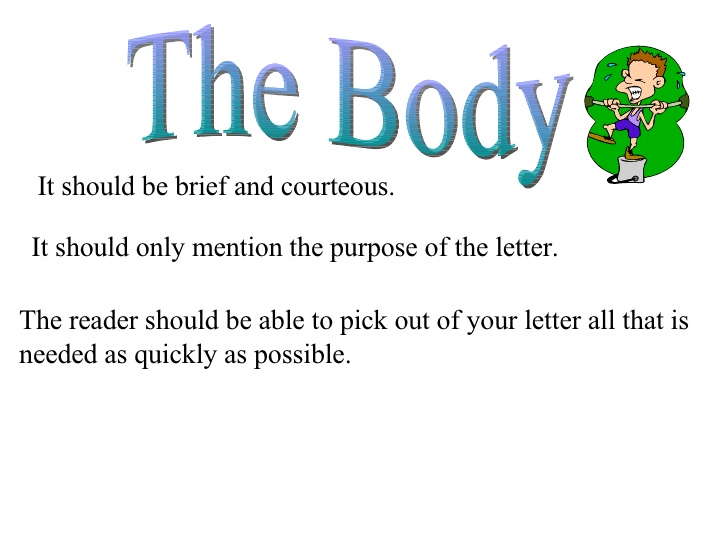 The Body
It should be brief and courteous.
It should only mention the purpose of the letter.
The reader should be able to pick out of your letter all that is
needed as quickly as possible.